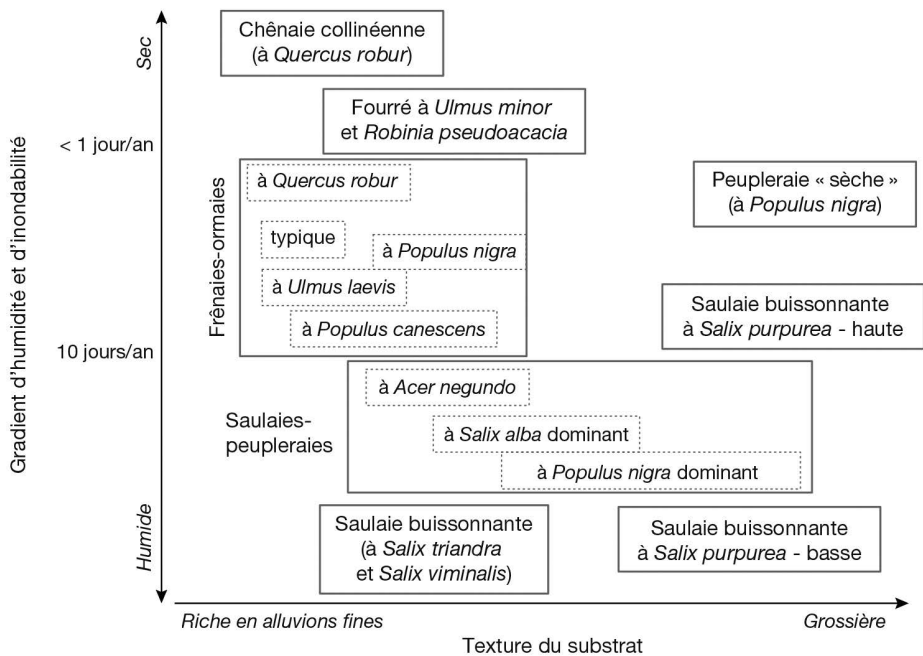 Sec
Chênaie collinéenne
(à Quercus robur)
Fourré à Ulmus minor
et Robinia pseudoacacia
Gradient d'humidité et d'inondabilité
< 1 jour/an
Frênaies-ormaies
à Quercus robur
typique
à Populus nigra
à Ulmus laevis
à Populus canescens
Peupleraie « sèche »
(à Populus nigra)
Saulaie buissonnante
à Salix purpurea - haute
10 jours/an
Saulaies-
peupleraies
à Acer negundo
à Salix alba dominant
à Populus nigra dominant
Humide
Saulaie buissonnante
(à Salix triandra
et Salix viminalis)
Saulaie buissonnante
à Salix purpurea - basse
Riche en alluvions fines
Grossière
Texture du substrat